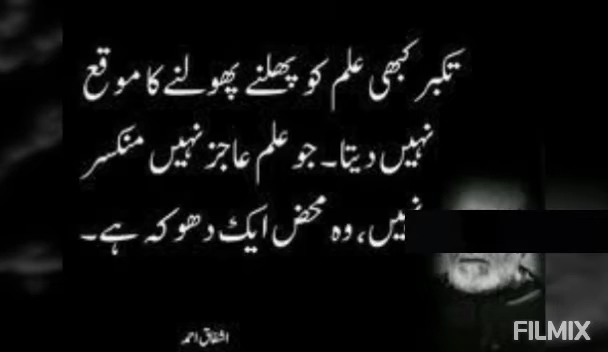 تکبر کبھی علم کو پھلنے پھولنے کا موقع
نہیں دیتا۔ جو علم عاجز نہیں منکسر
نہیں، وہ محض ایک دھوکہ ہے۔
اشفاق احمد
FILMIX